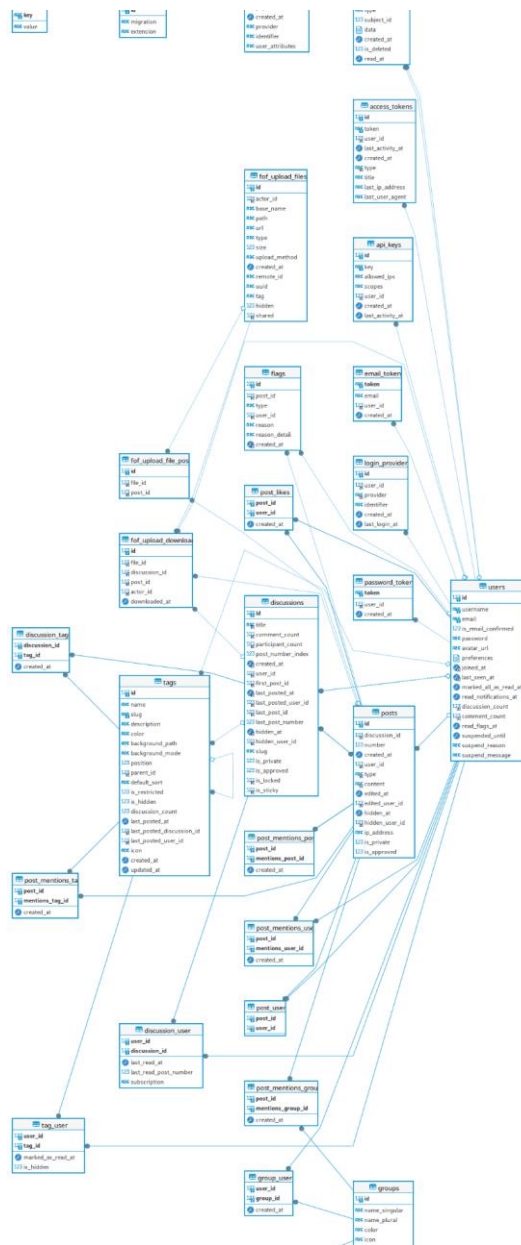 key
value
id
migration
extension
created_at
provider
identifier
user_attributes
type
subject_id
data
created_at
is_deleted
read_at
access_tokens
id
token
user_id
last_activity_at
created_at
type
title
last_ip_address
last_user_agent
fof_upload_files
id
actor_id
base_name
path
url
type
size
upload_method
created_at
remote_id
uuid
tag
hidden
shared
api_keys
id
key
allowed_ips
scopes
user_id
created_at
last_activity_at
flags
id
post_id
type
user_id
reason
reason_detail
created_at
email_token
token
email
user_id
created_at
fof_upload_file_pos
id
file_id
post_id
login_provider
id
user_id
provider
identifier
created_at
last_login_at
post_likes
post_id
user_id
created_at
fof_upload_downloa
id
file_id
discussion_id
post_id
actor_id
downloaded_at
password_token
token
user_id
created_at
users
id
username
email
is_email_confirmed
password
avatar_url
preferences
joined_at
last_seen_at
marked_all_as_read_at
read_notifications_at
discussion_count
comment_count
read_flags_at
suspended_until
suspend_reason
suspend_message
discussions
id
title
comment_count
participant_count
post_number_index
created_at
user_id
first_post_id
last_posted_at
last_posted_user_id
last_post_id
last_post_number
hidden_at
hidden_user_id
slug
is_private
is_approved
is_locked
is_sticky
discussion_tag
discussion_id
tag_id
created_at
tags
id
name
slug
description
color
background_path
background_mode
position
parent_id
default_sort
is_restricted
is_hidden
discussion_count
last_posted_at
last_posted_discussion_id
last_posted_user_id
icon
created_at
updated_at
posts
id
discussion_id
number
created_at
user_id
type
content
edited_at
edited_user_id
hidden_at
hidden_user_id
ip_address
is_private
is_approved
post_mentions_pos
post_id
mentions_post_id
created_at
post_mentions_ta
post_id
mentions_tag_id
created_at
post_mentions_use
post_id
mentions_user_id
created_at
post_user
post_id
user_id
discussion_user
user_id
discussion_id
last_read_at
last_read_post_number
subscription
post_mentions_grou
post_id
mentions_group_id
created_at
tag_user
user_id
tag_id
marked_as_read_at
is_hidden
group_user
user_id
group_id
created_at
groups
id
name_singular
name_plural
color
icon